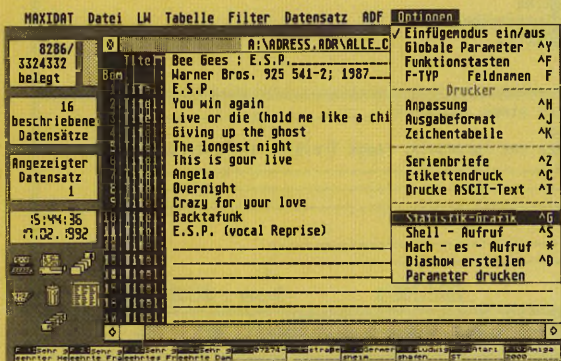 MAXIDAT Datei LW Tabelle Filter Datensatz ADF Optionen
8286/
3324332
belegt
16
beschriebene
Datensätze
Angezeigter
Datensatz
1
15:44:36
17.02.1992
A:\ADRESS.ADR\ALLE_C
Titel: Bee Gees : E.S.P.
Bem Warner Bros. 925 541-2; 1987
E.S.P.
You win again
Live or die (hold me like a chi
Giving up the ghost
The longest night
This is gour live
Angela
Overnight
Crazy for your love
Backtafunk
E.S.P. (vocal Reprise)
✓ Einfügemodus ein/aus
Globale Parameter ^Y
Funktionstasten ^F
F-TYP Feldnamen F
Drucker
Anpassung ^H
Ausgabeformat ^J
Zeichentabelle ^K
Serienbriefe ^Z
Etikettendruck ^C
Drucke ASCII-Text ^I
Statistik-Grafik ^G
Shell - Aufruf ^S
Mach - es - Aufruf *
Diashow erstellen ^D
Parameter drucken